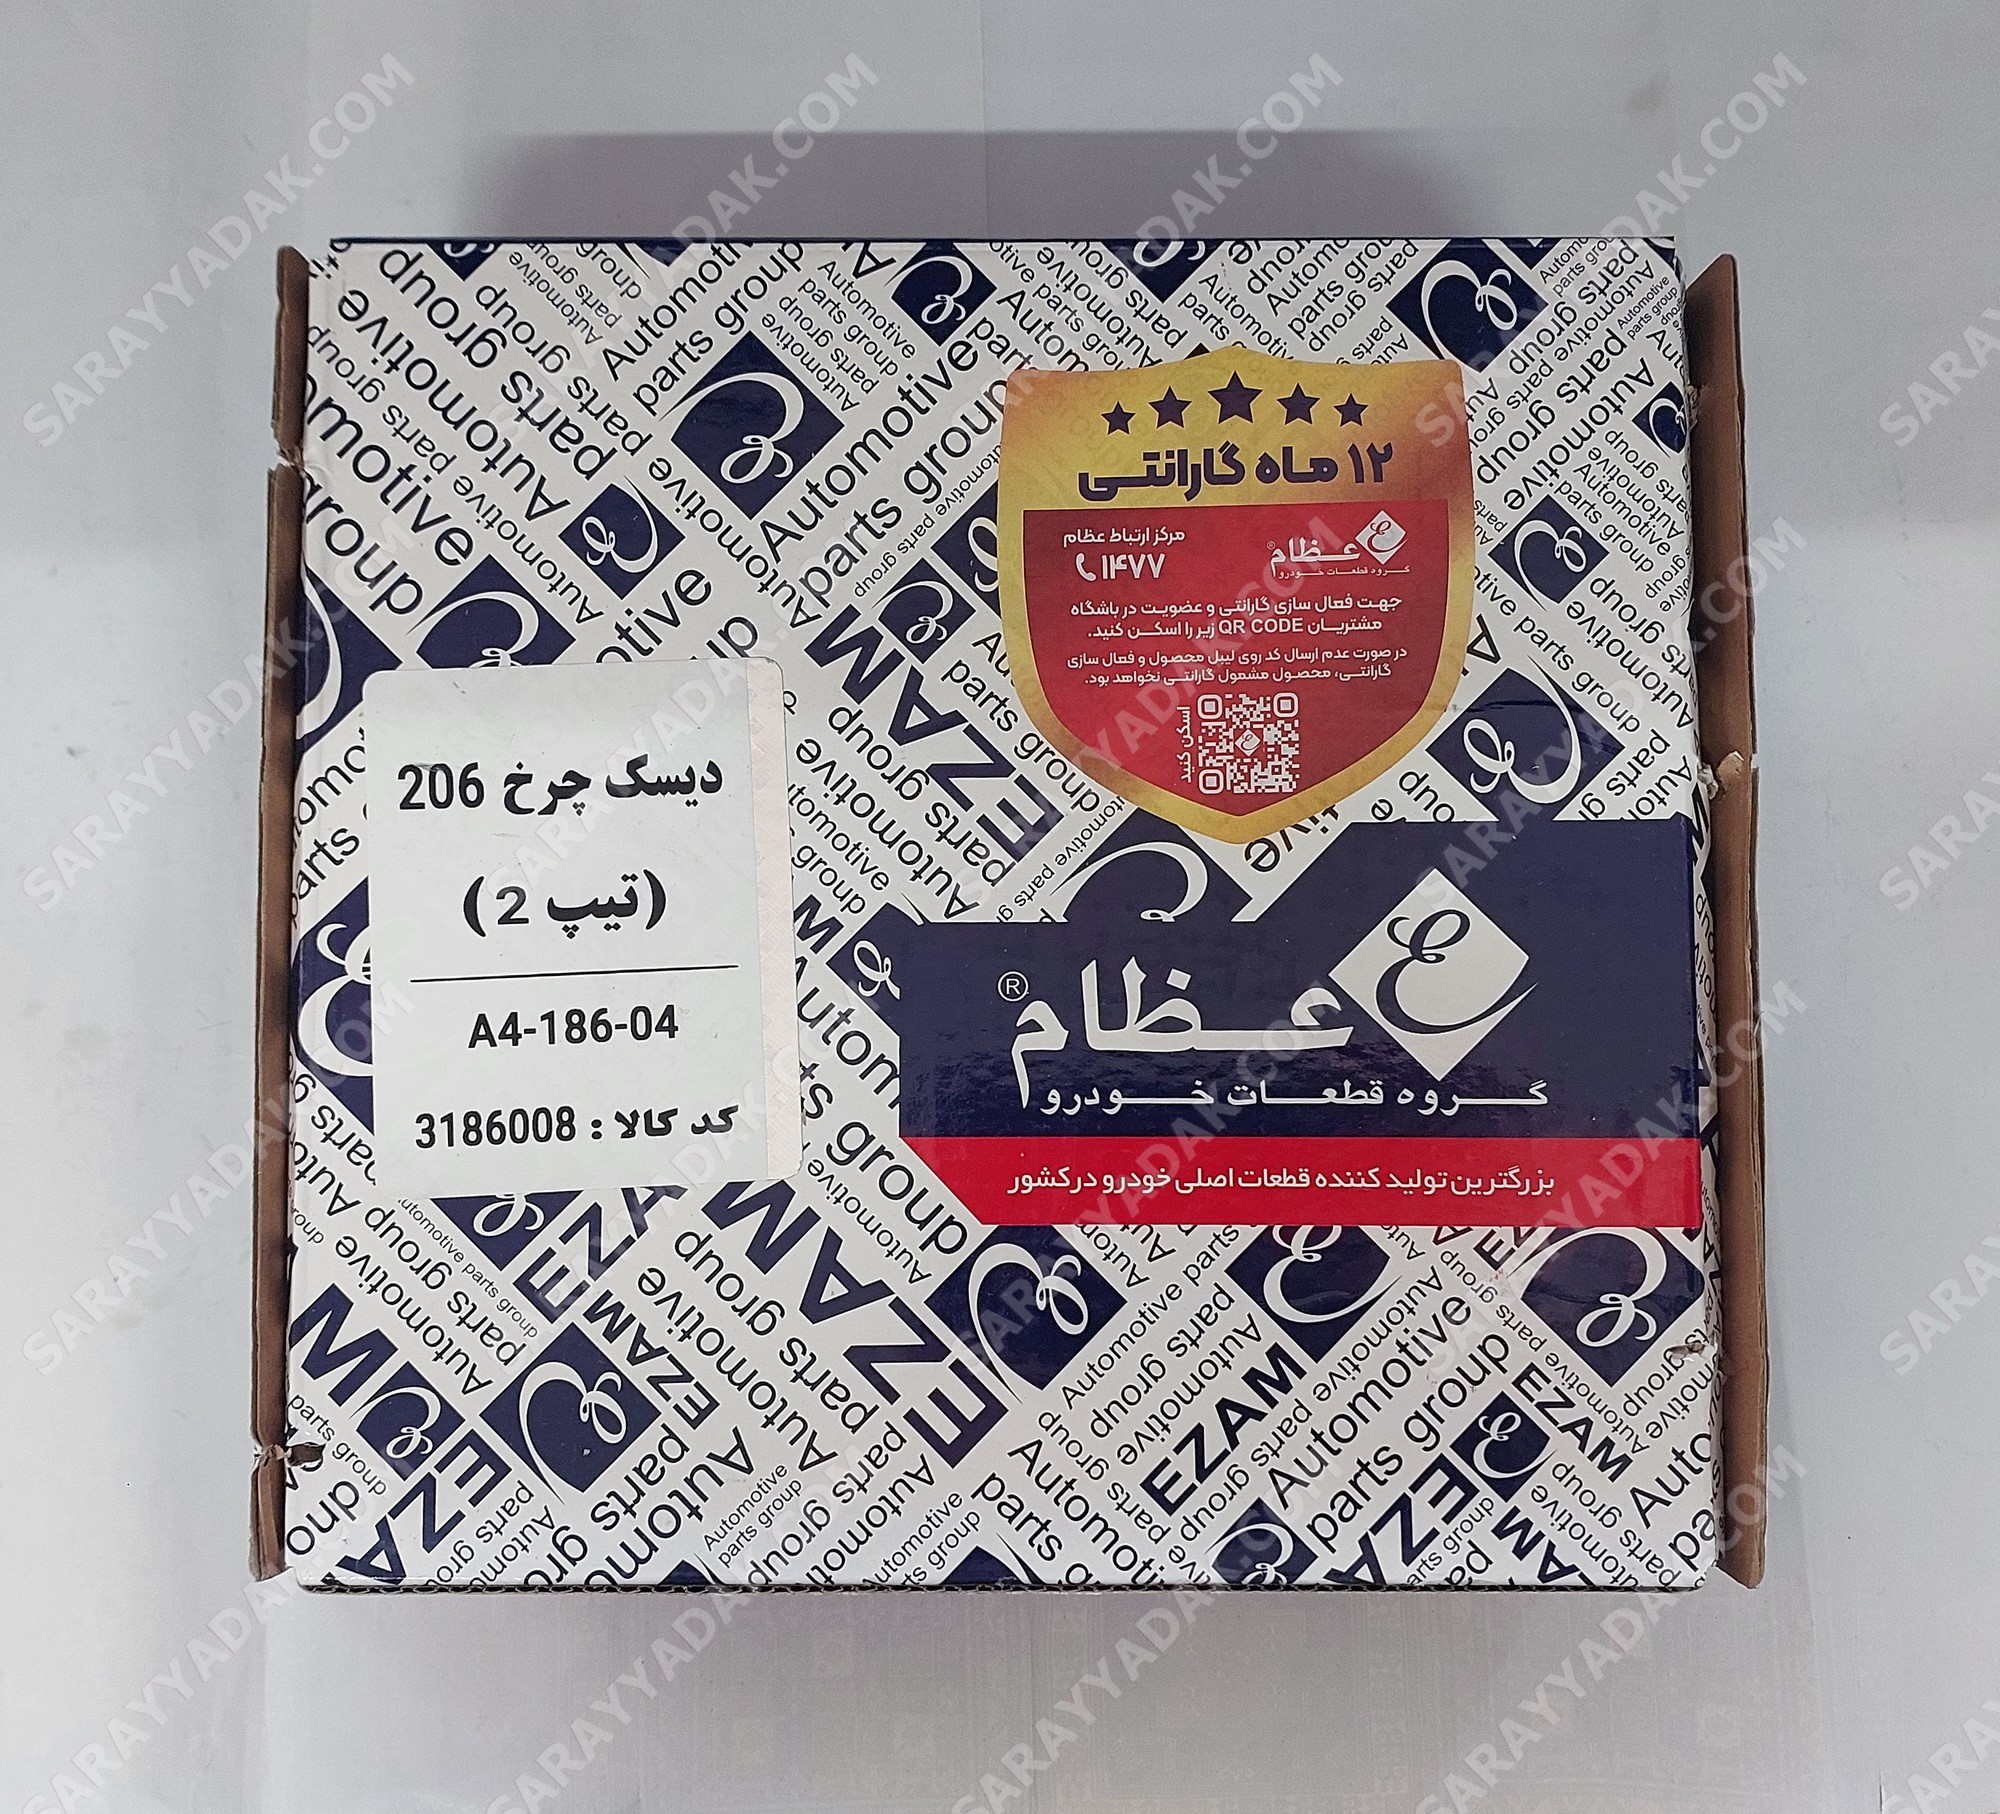 ۱۲ ماه گارانتی
عظام
گروه قطعات خودرو
مرکز ارتباط عظام
۱۴۷۷
جهت فعال سازی گارانتی و عضویت در باشگاه
مشتریان QR CODE زیر را اسکن کنید.
در صورت عدم ارسال کد روی لیبل محصول و فعال سازی
گارانتی، محصول مشمول گارانتی نخواهد بود.
اسکن کنید
دیسک چرخ 206
(تیپ 2)
A4-186-04
کد کالا : 3186008
عظام®
گروه قطعات خودرو
بزرگترین تولید کننده قطعات اصلی خودرو در کشور
EZAM
Automotive
parts group
SARAYYADAK.COM